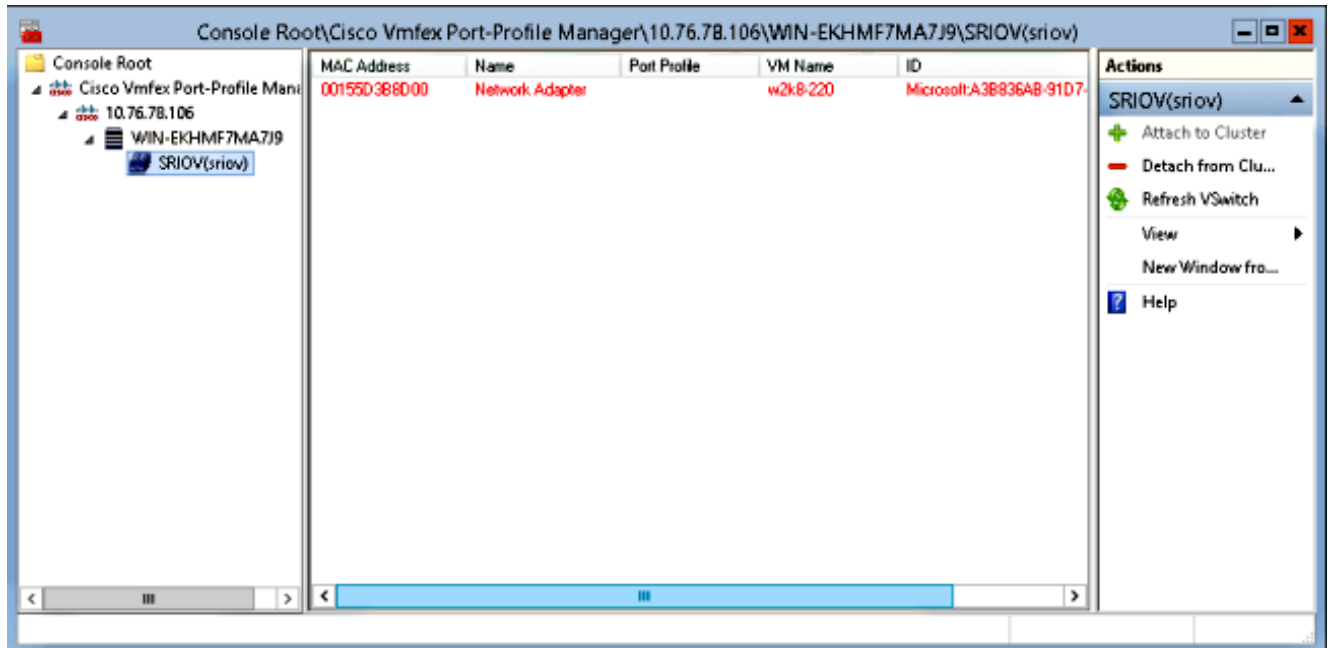 Console Root\Cisco Vmfex Port-Profile Manager\10.76.78.106\WIN-EKHMF7MA7J9\SRIOV(sriov)
Console Root
Cisco Vmfex Port-Profile Mana
10.76.78.106
WIN-EKHMF7MA7J9
SRIOV(sriov)
MAC Address Name Port Profile VM Name ID
00155D3B8D00 Network Adapter w2k8-220 Microsoft:A3B836AB-91D7-
Actions
SRIOV(sriov)
Attach to Cluster
Detach from Clu...
Refresh VSwitch
View
New Window fro...
Help